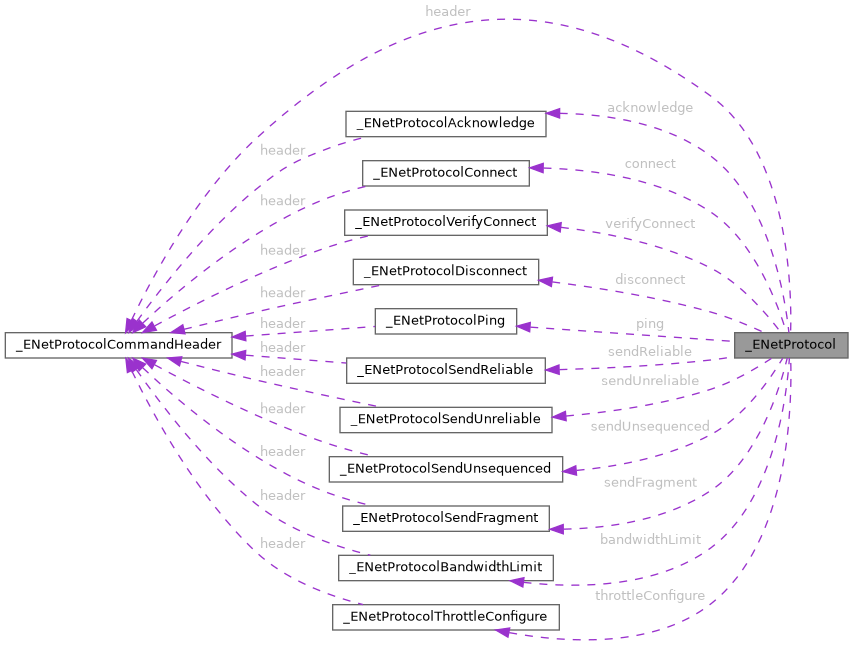 header
_ENetProtocolAcknowledge
acknowledge
header
_ENetProtocolConnect
connect
header
_ENetProtocolVerifyConnect
verifyConnect
header
_ENetProtocolDisconnect
disconnect
header
_ENetProtocolPing
ping
header
_ENetProtocolCommandHeader
_ENetProtocol
header
sendReliable
_ENetProtocolSendReliable
header
sendUnreliable
_ENetProtocolSendUnreliable
header
sendUnsequenced
_ENetProtocolSendUnsequenced
header
sendFragment
_ENetProtocolSendFragment
header
bandwidthLimit
_ENetProtocolBandwidthLimit
header
throttleConfigure
_ENetProtocolThrottleConfigure